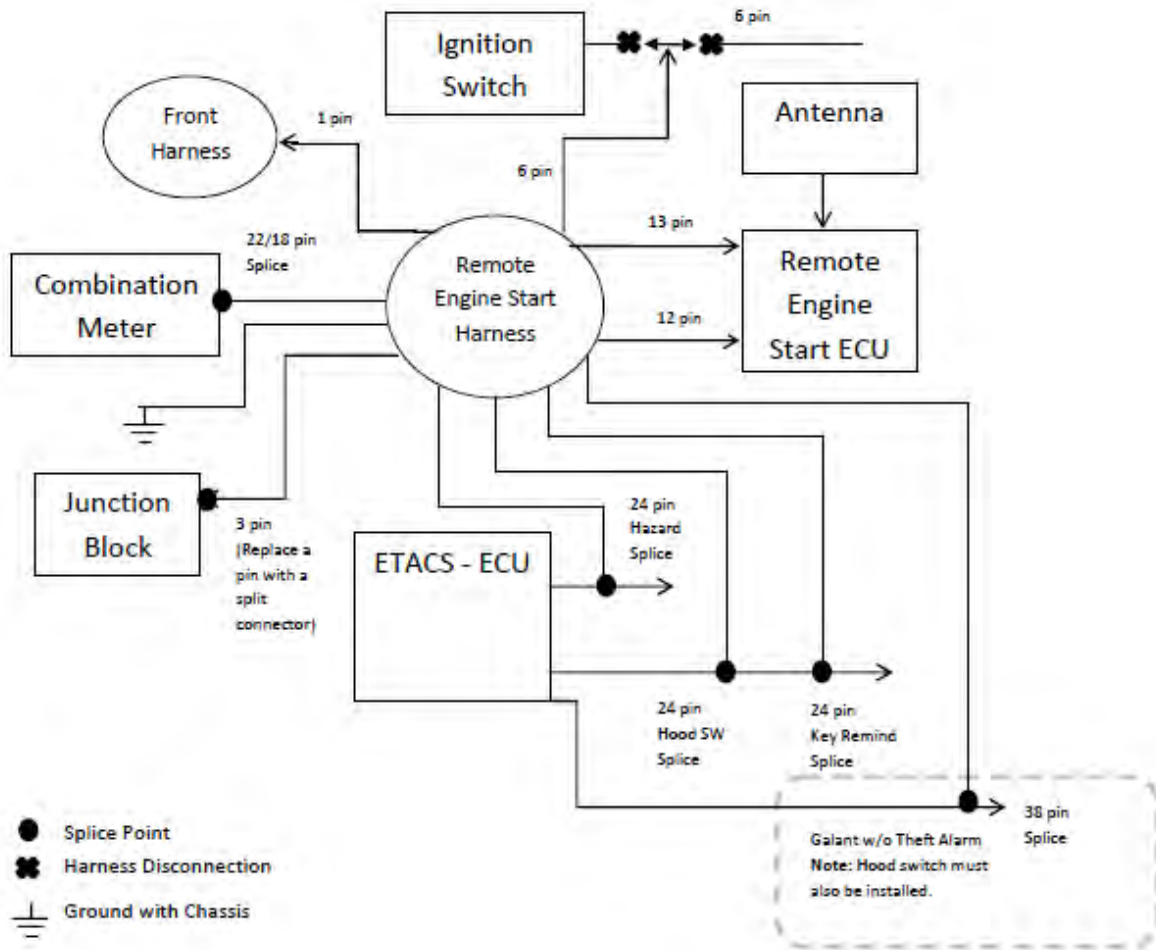 6 pin
Ignition
Switch
Front
Harness
1 pin
Antenna
6 pin
13 pin
22/18 pin
Splice
Combination
Meter
Remote
Engine Start
Harness
Remote
Engine
Start ECU
12 pin
Junction
Block
3 pin
(Replace a
pin with a
split
connector)
ETACS - ECU
24 pin
Hazard
Splice
24 pin
Hood SW
Splice
24 pin
Key Remind
Splice
38 pin
Splice
Galant w/o Theft Alarm
Note: Hood switch must
also be installed.
Splice Point
Harness Disconnection
Ground with Chassis